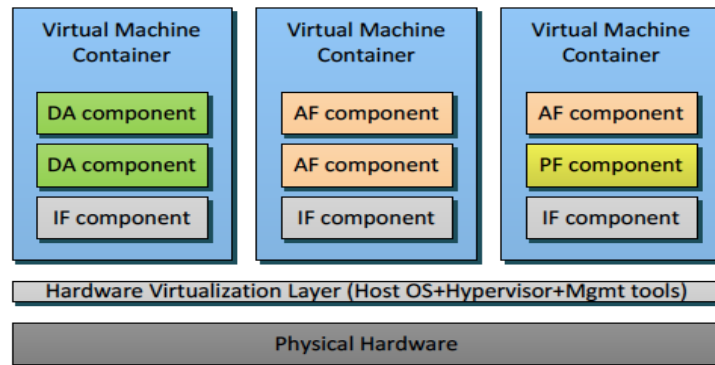 Virtual Machine
Container
DA component
DA component
IF component
Virtual Machine
Container
AF component
AF component
IF component
Virtual Machine
Container
AF component
PF component
IF component
Hardware Virtualization Layer (Host OS+Hypervisor+Mgmt tools)
Physical Hardware